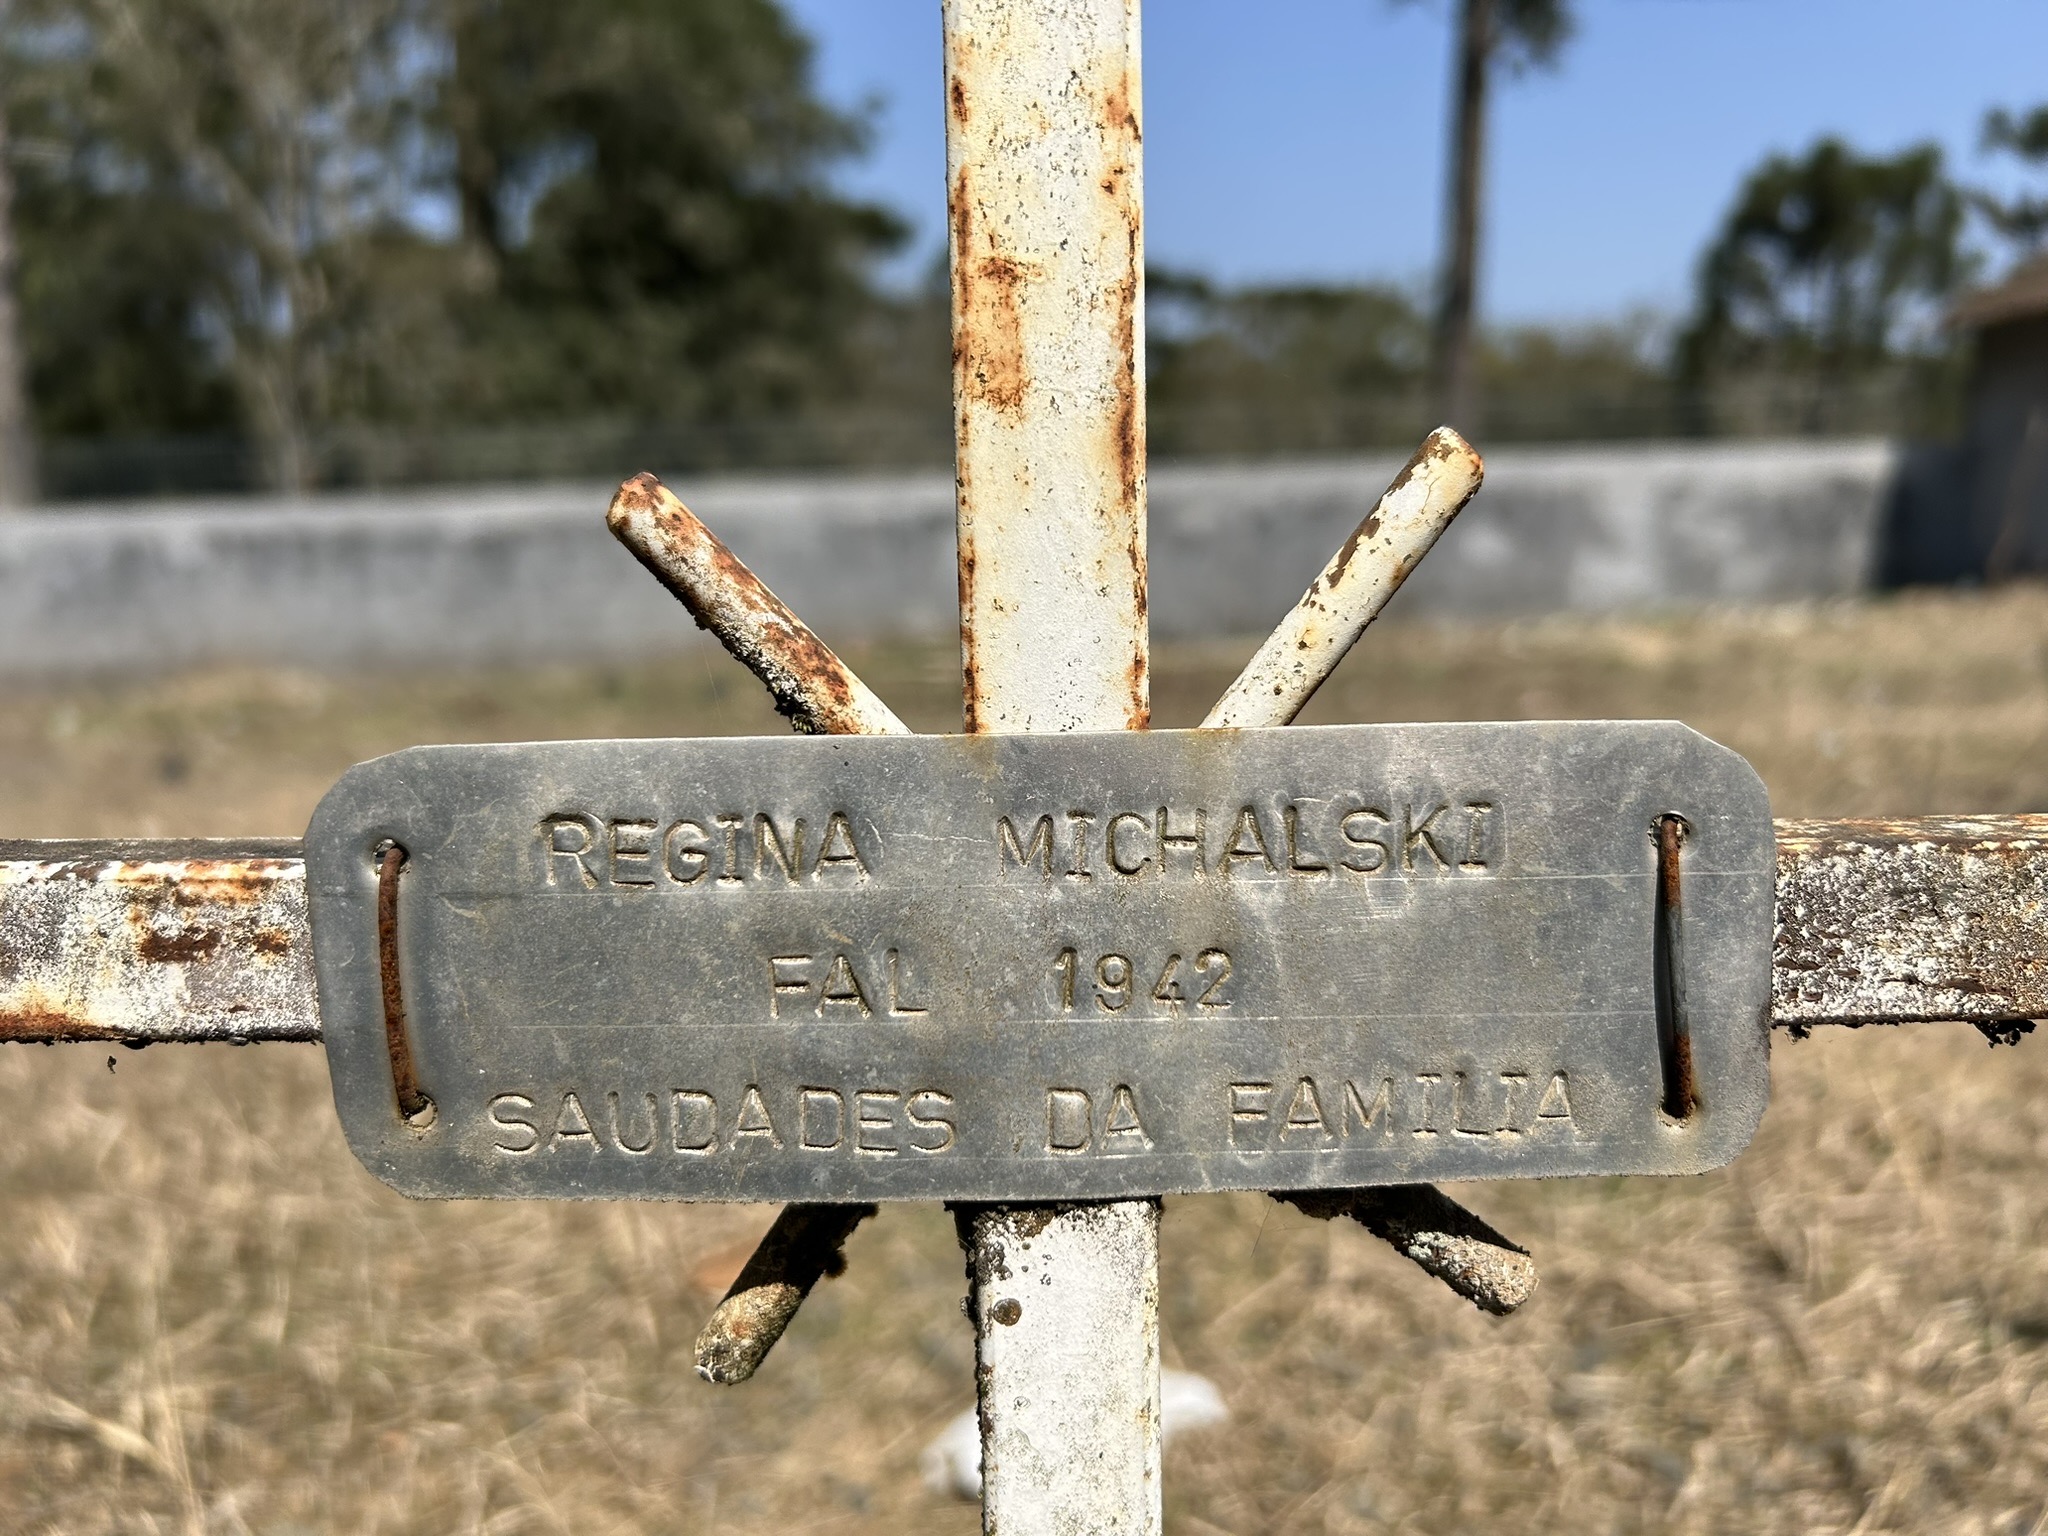 REGINA MICHALSKI
FAL 1942
SAUDADES DA FAMILIA